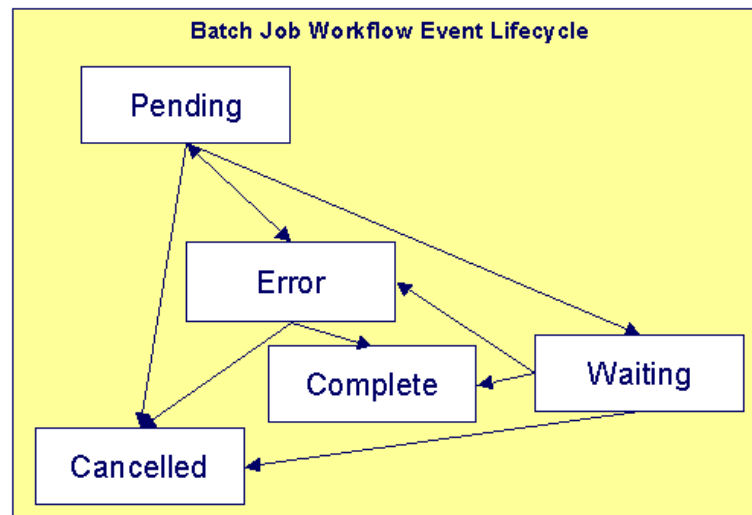 Batch Job Workflow Event Lifecycle
Pending
Error
Complete
Waiting
Cancelled